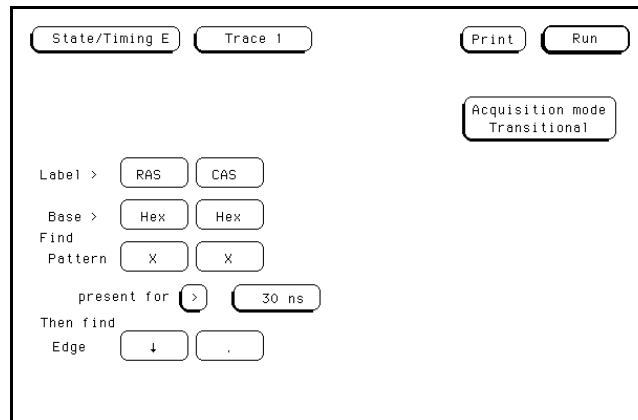 State/Timing E Trace 1 Print Run
Acquisition mode
Transitional
Label > RAS CAS
Base > Hex Hex
Find
Pattern X X
present for > 30 ns
Then find
Edge ↓ .